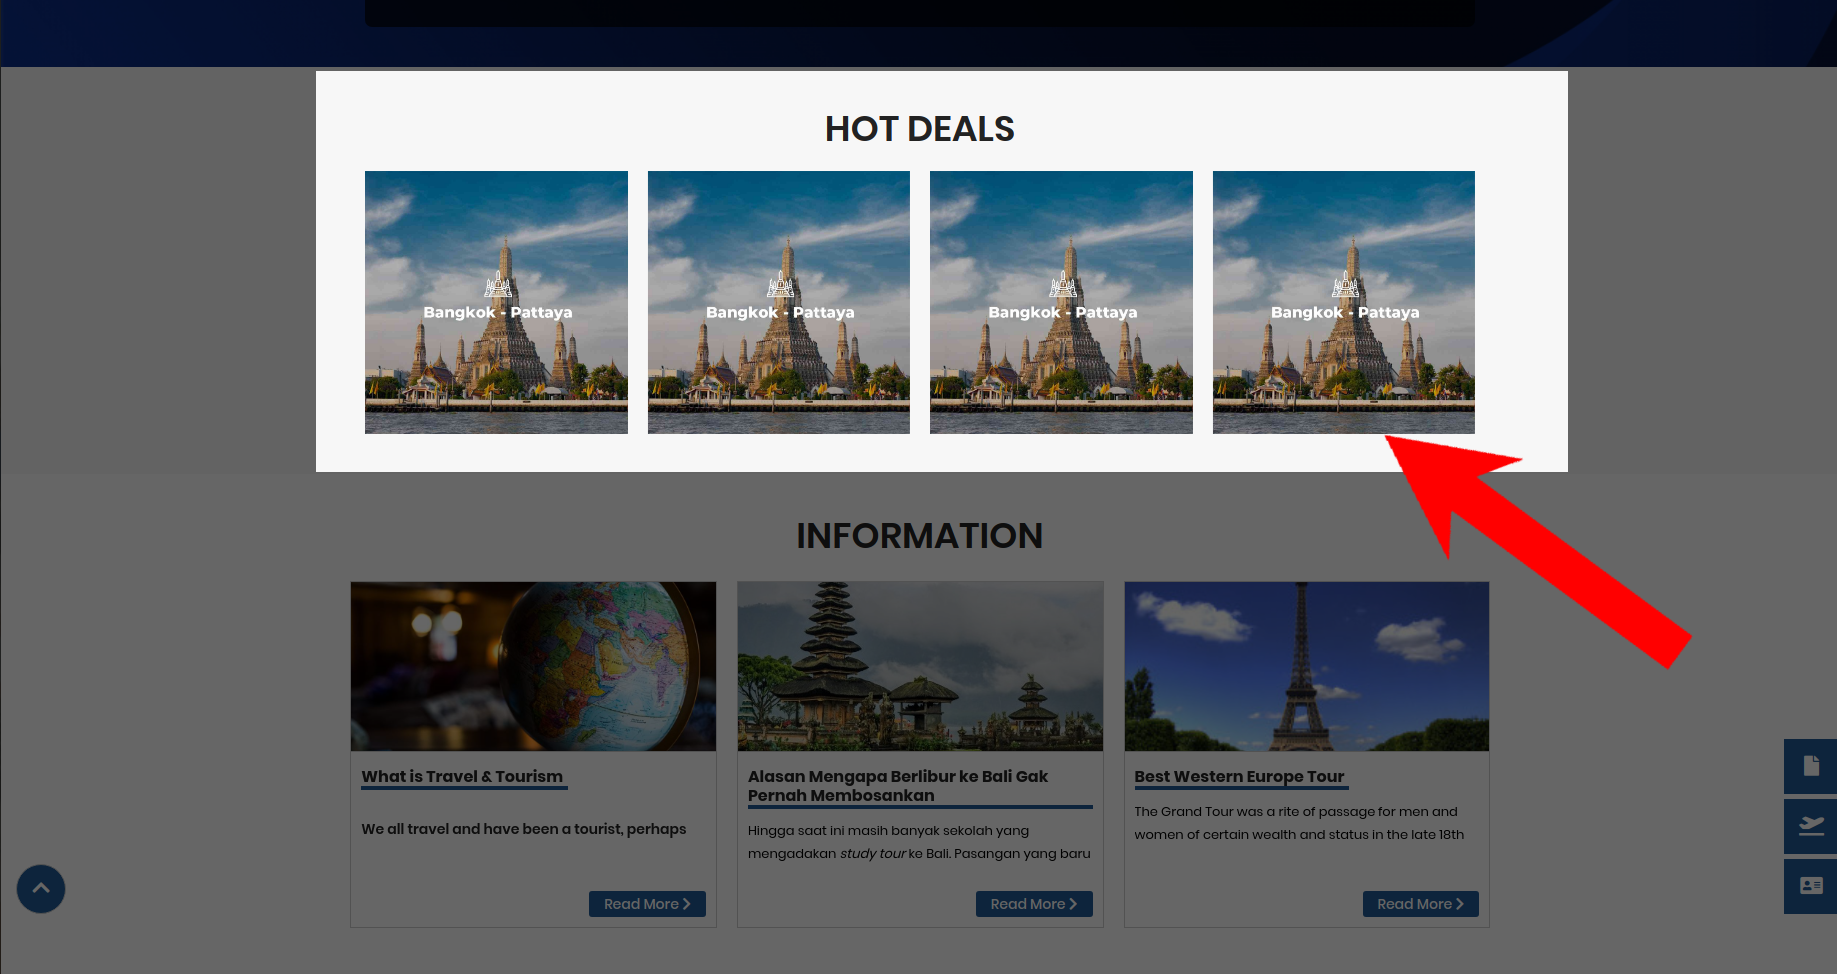 HOT DEALS
Bangkok - Pattaya
Bangkok - Pattaya
Bangkok - Pattaya
Bangkok - Pattaya
INFORMATION
What is Travel & Tourism
We all travel and have been a tourist, perhaps
Read More
Alasan Mengapa Berlibur ke Bali Gak
Pernah Membosankan
Hingga saat ini masih banyak sekolah yang
mengadakan study tour ke Bali. Pasangan yang baru
Read More
Best Western Europe Tour
The Grand Tour was a rite of passage for men and
women of certain wealth and status in the late 18th
Read More